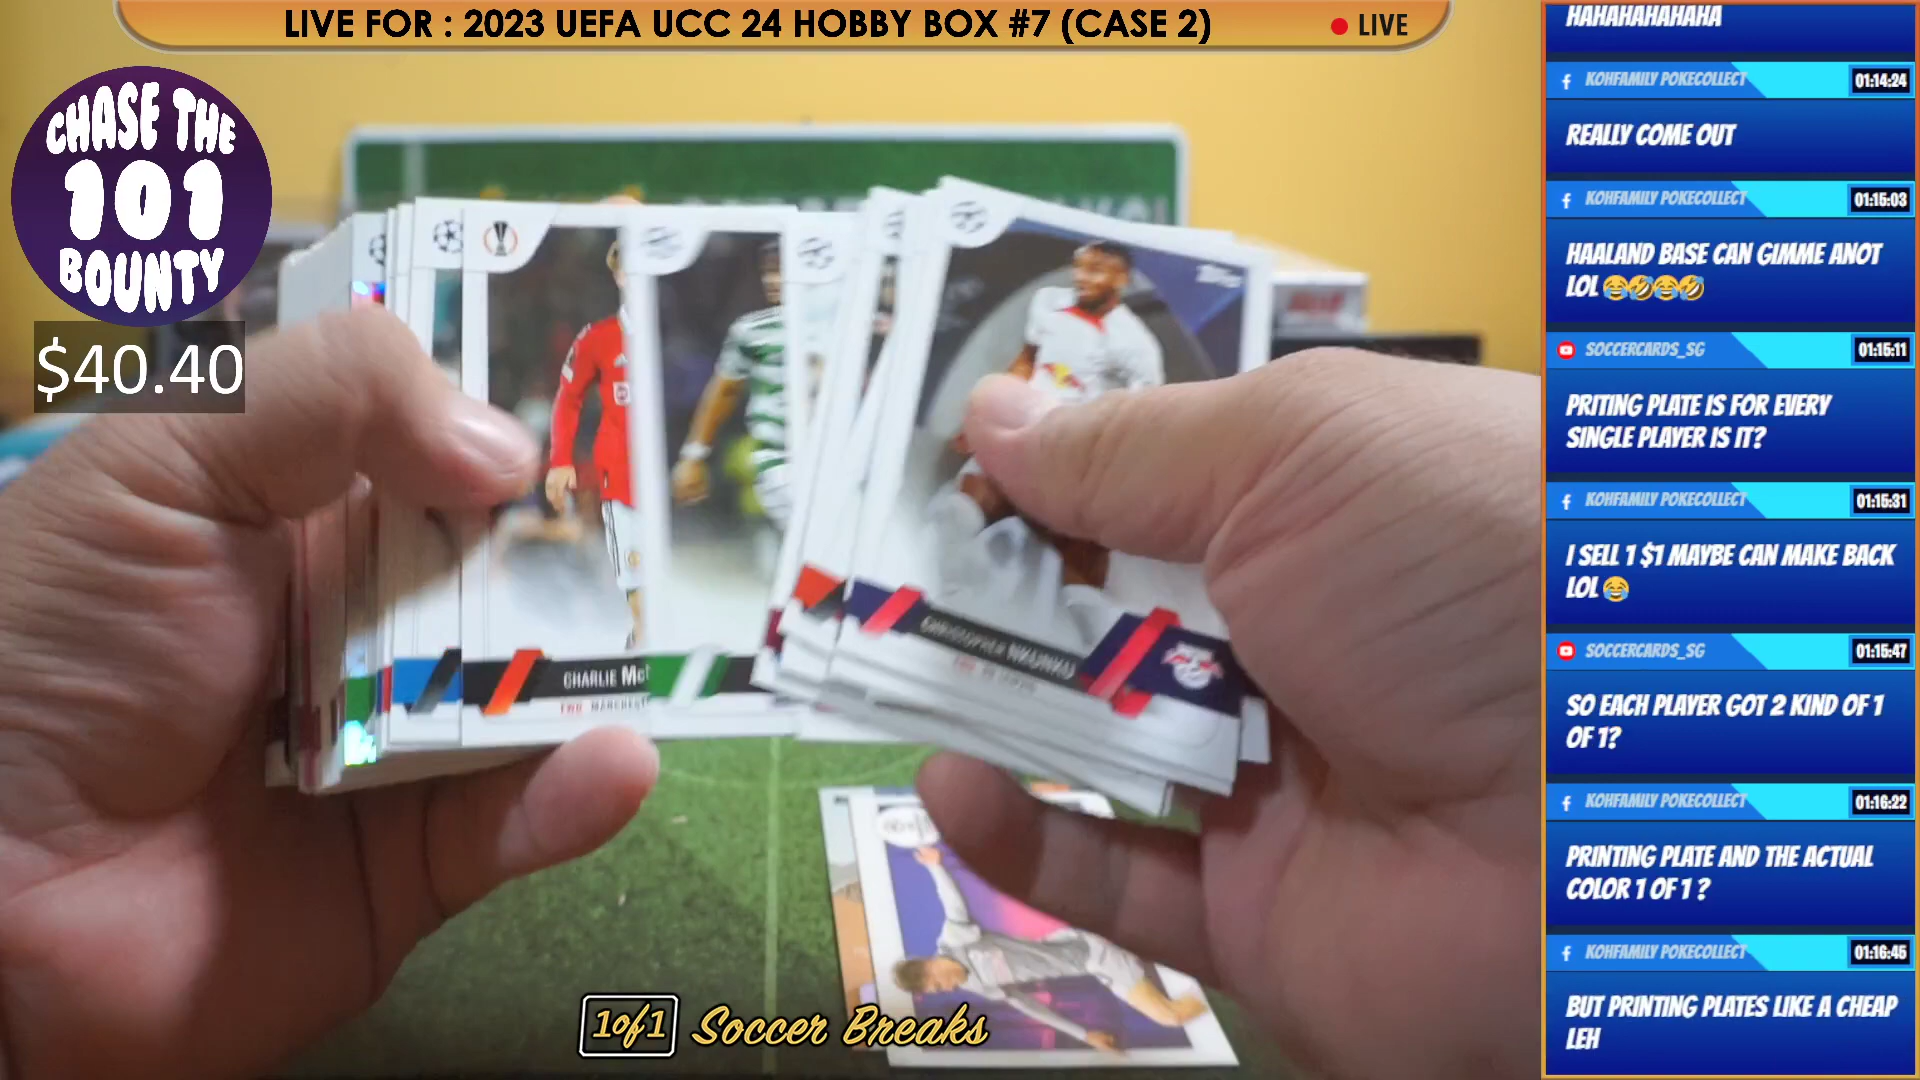 LIVE FOR : 2023 UEFA UCC 24 HOBBY BOX #7 (CASE 2)
LIVE
CHASE THE
101
BOUNTY
$40.40
CHARLIE Mc
CHRISTOPHER NKUNKU
1of1 Soccer Breaks
HAHAHAHAHAHA
KOHFAMILY POKECOLLECT 01:14:24
REALLY COME OUT
KOHFAMILY POKECOLLECT 01:15:03
HAALAND BASE CAN GIMME ANOT
LOL 😂🤣😂🤣
SOCCERCARDS_SG 01:15:11
PRITING PLATE IS FOR EVERY
SINGLE PLAYER IS IT?
KOHFAMILY POKECOLLECT 01:15:31
I SELL 1 $1 MAYBE CAN MAKE BACK
LOL 😂
SOCCERCARDS_SG 01:15:47
SO EACH PLAYER GOT 2 KIND OF 1
OF 1?
KOHFAMILY POKECOLLECT 01:16:22
PRINTING PLATE AND THE ACTUAL
COLOR 1 OF 1 ?
KOHFAMILY POKECOLLECT 01:16:45
BUT PRINTING PLATES LIKE A CHEAP
LEH